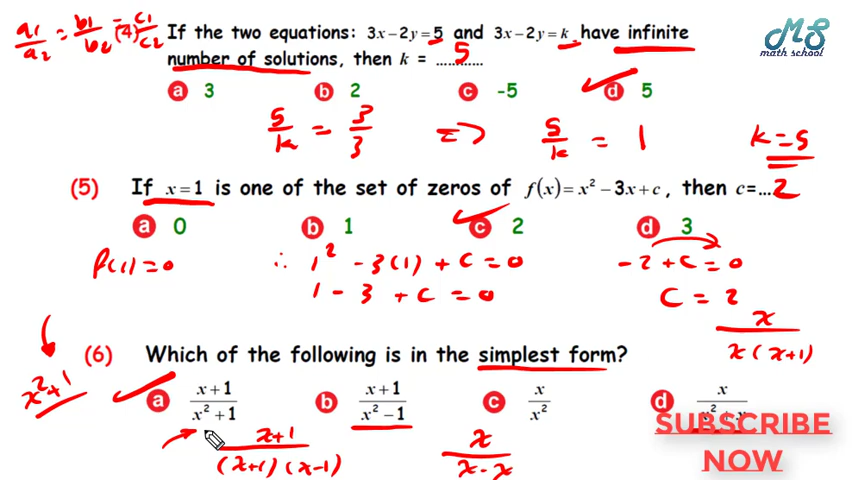 a1/a2 = b1/b2 = c1/c2
(4) If the two equations: 3x−2y=5 and 3x−2y=k have infinite
number of solutions, then k = ....5.......
a 3 b 2 c -5 d 5
5/k = 3/3 => 5/k = 1 k=5
(5) If x=1 is one of the set of zeros of f(x)=x²−3x+c, then c=...2
a 0 b 1 c 2 d 3
f(1)=0 ∴ 1² -3(1) + c = 0 -2 + c = 0
1 - 3 + c = 0 c = 2
x / x(x+1)
(6) Which of the following is in the simplest form?
x²+1
a x+1/x²+1 b x+1/x²−1 c x/x² d x/x²+x
x+1/(x+1)(x-1) x/x-x
MS
math school
SUBSCRIBE
NOW